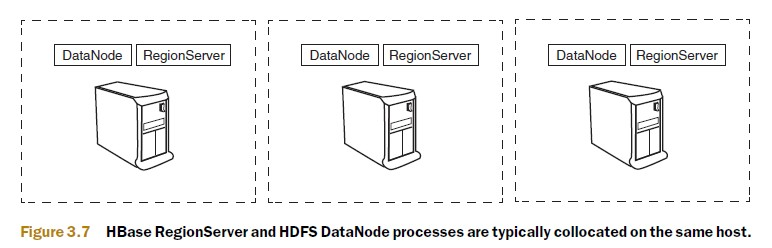 DataNode RegionServer DataNode RegionServer DataNode RegionServer
Figure 3.7 HBase RegionServer and HDFS DataNode processes are typically collocated on the same host.